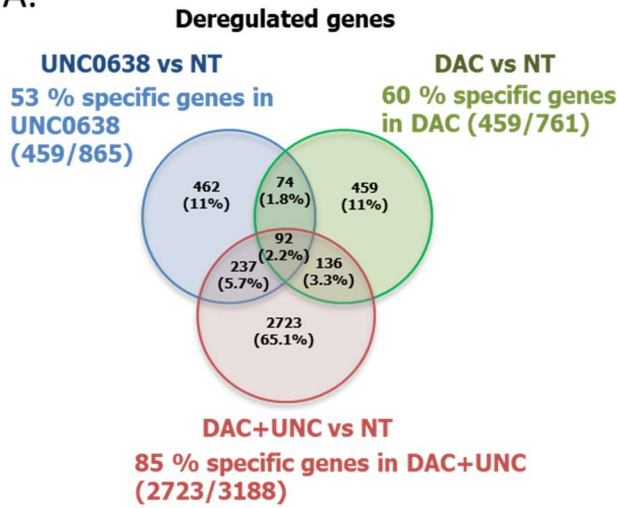 A.
Deregulated genes
UNC0638 vs NT
DAC vs NT
53 % specific genes in
UNC0638
(459/865)
60 % specific genes
in DAC (459/761)
462
(11%)
74
(1.8%)
459
(11%)
92
(2.2%)
237
(5.7%)
136
(3.3%)
2723
(65.1%)
DAC+UNC vs NT
85 % specific genes in DAC+UNC
(2723/3188)